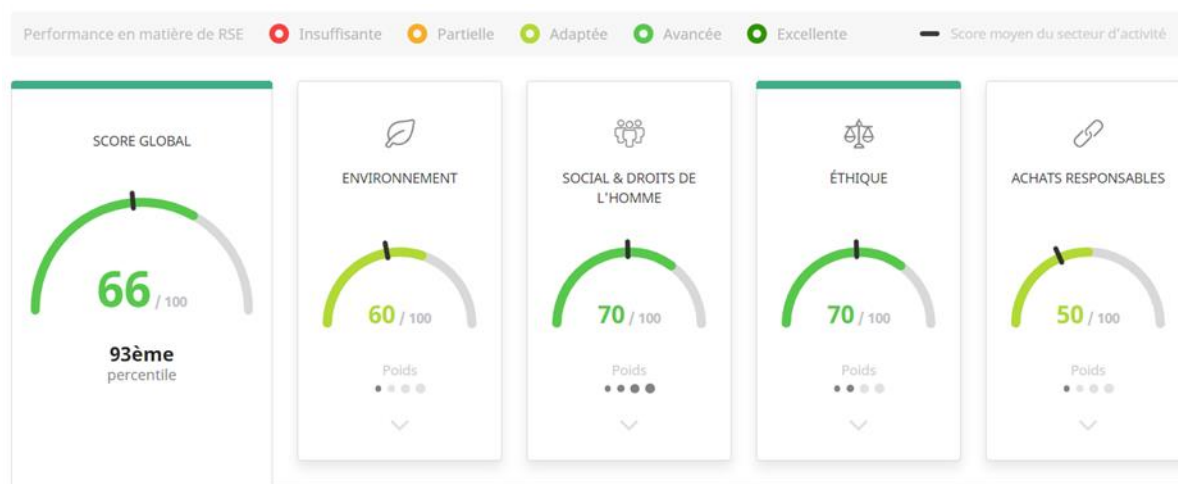 Performance en matière de RSE Insuffisante Partielle Adaptée Avancée Excellente Score moyen du secteur d'activité
SCORE GLOBAL
66 / 100
93ème
percentile
ENVIRONNEMENT
60 / 100
Poids
SOCIAL & DROITS DE
L'HOMME
70 / 100
Poids
ÉTHIQUE
70 / 100
Poids
ACHATS RESPONSABLES
50 / 100
Poids